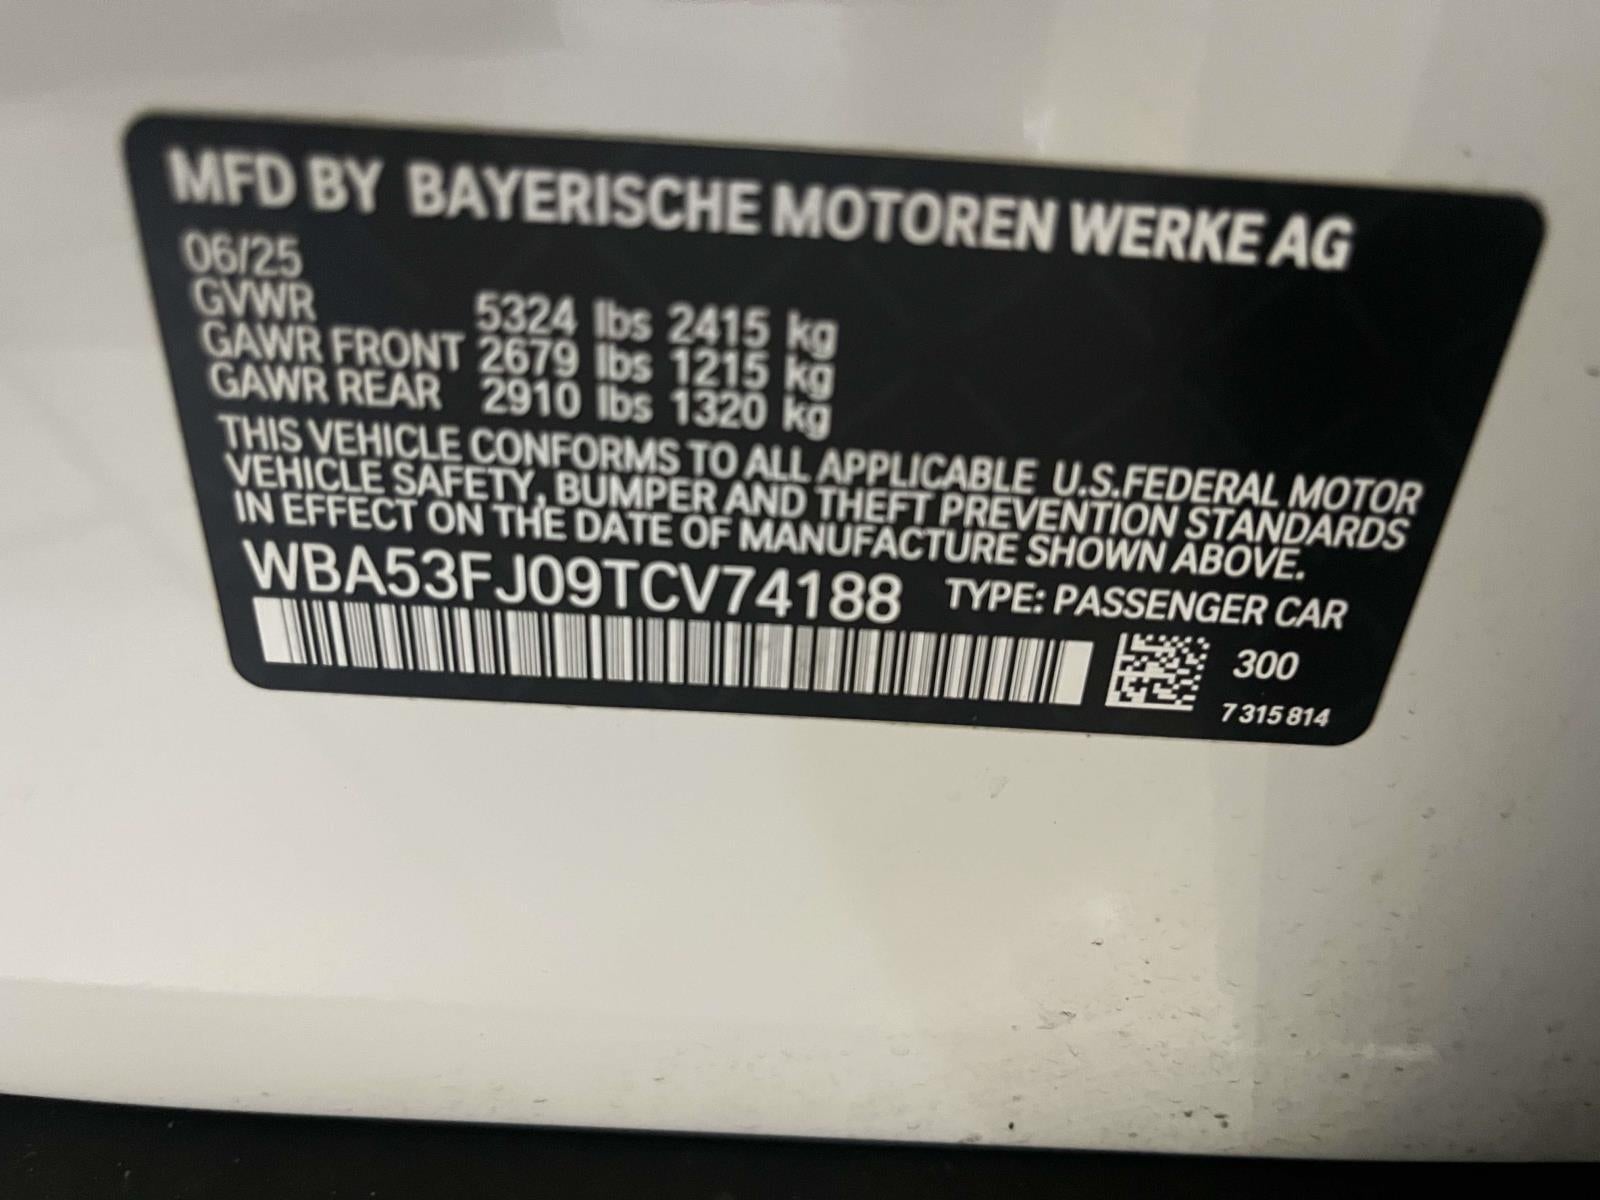 MFD BY BAYERISCHE MOTOREN WERKE AG
06/25
GVWR 5324 lbs 2415 kg
GAWR FRONT 2679 lbs 1215 kg
GAWR REAR 2910 lbs 1320 kg
THIS VEHICLE CONFORMS TO ALL APPLICABLE U.S.FEDERAL MOTOR
VEHICLE SAFETY, BUMPER AND THEFT PREVENTION STANDARDS
IN EFFECT ON THE DATE OF MANUFACTURE SHOWN ABOVE.
WBA53FJ09TCV74188 TYPE: PASSENGER CAR
300
7 315 814